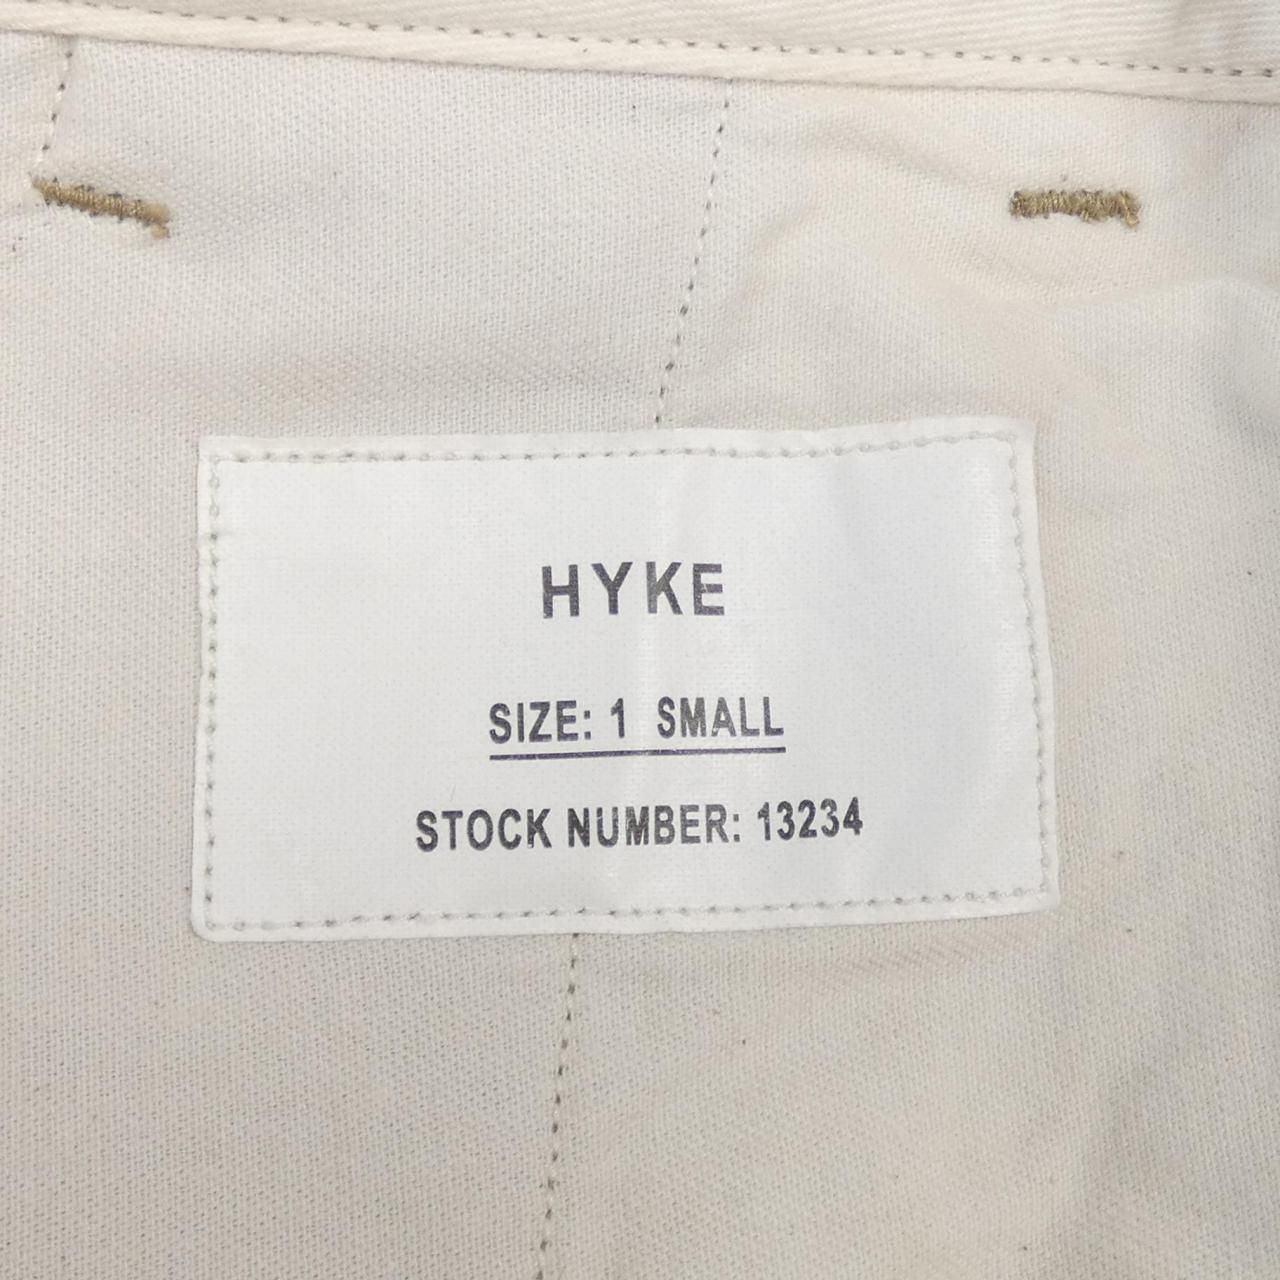 HYKE
SIZE: 1 SMALL
STOCK NUMBER: 13234